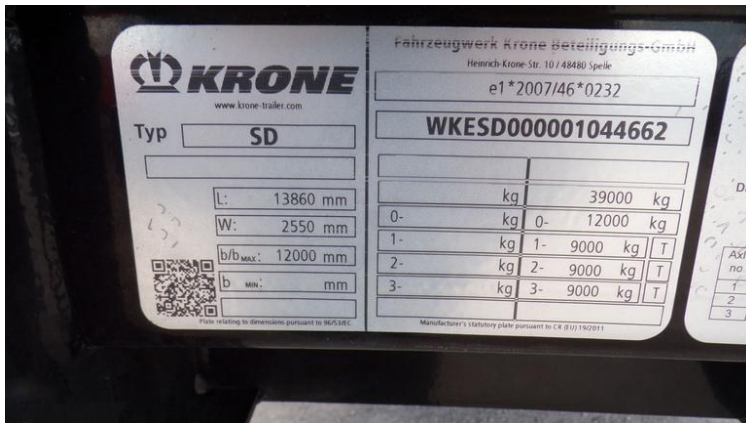 KRONE
www.krone-trailer.com
Typ SD
L: 13860 mm
W: 2550 mm
b/b MAX: 12000 mm
b MIN: mm
Plate relating to dimensions pursuant to 96/53/EC
Fahrzeugwerk Krone Beteiligungs-GmbH
Heinrich-Krone-Str. 10 / 48480 Spelle
e1*2007/46*0232
WKESD000001044662
kg 39000 kg
0- kg 0- 12000 kg
1- kg 1- 9000 kg T
2- kg 2- 9000 kg T
3- kg 3- 9000 kg T
Manufacturer's statutory plate pursuant to CR (EU) 19/2011
D
Axl
no
1
2
3